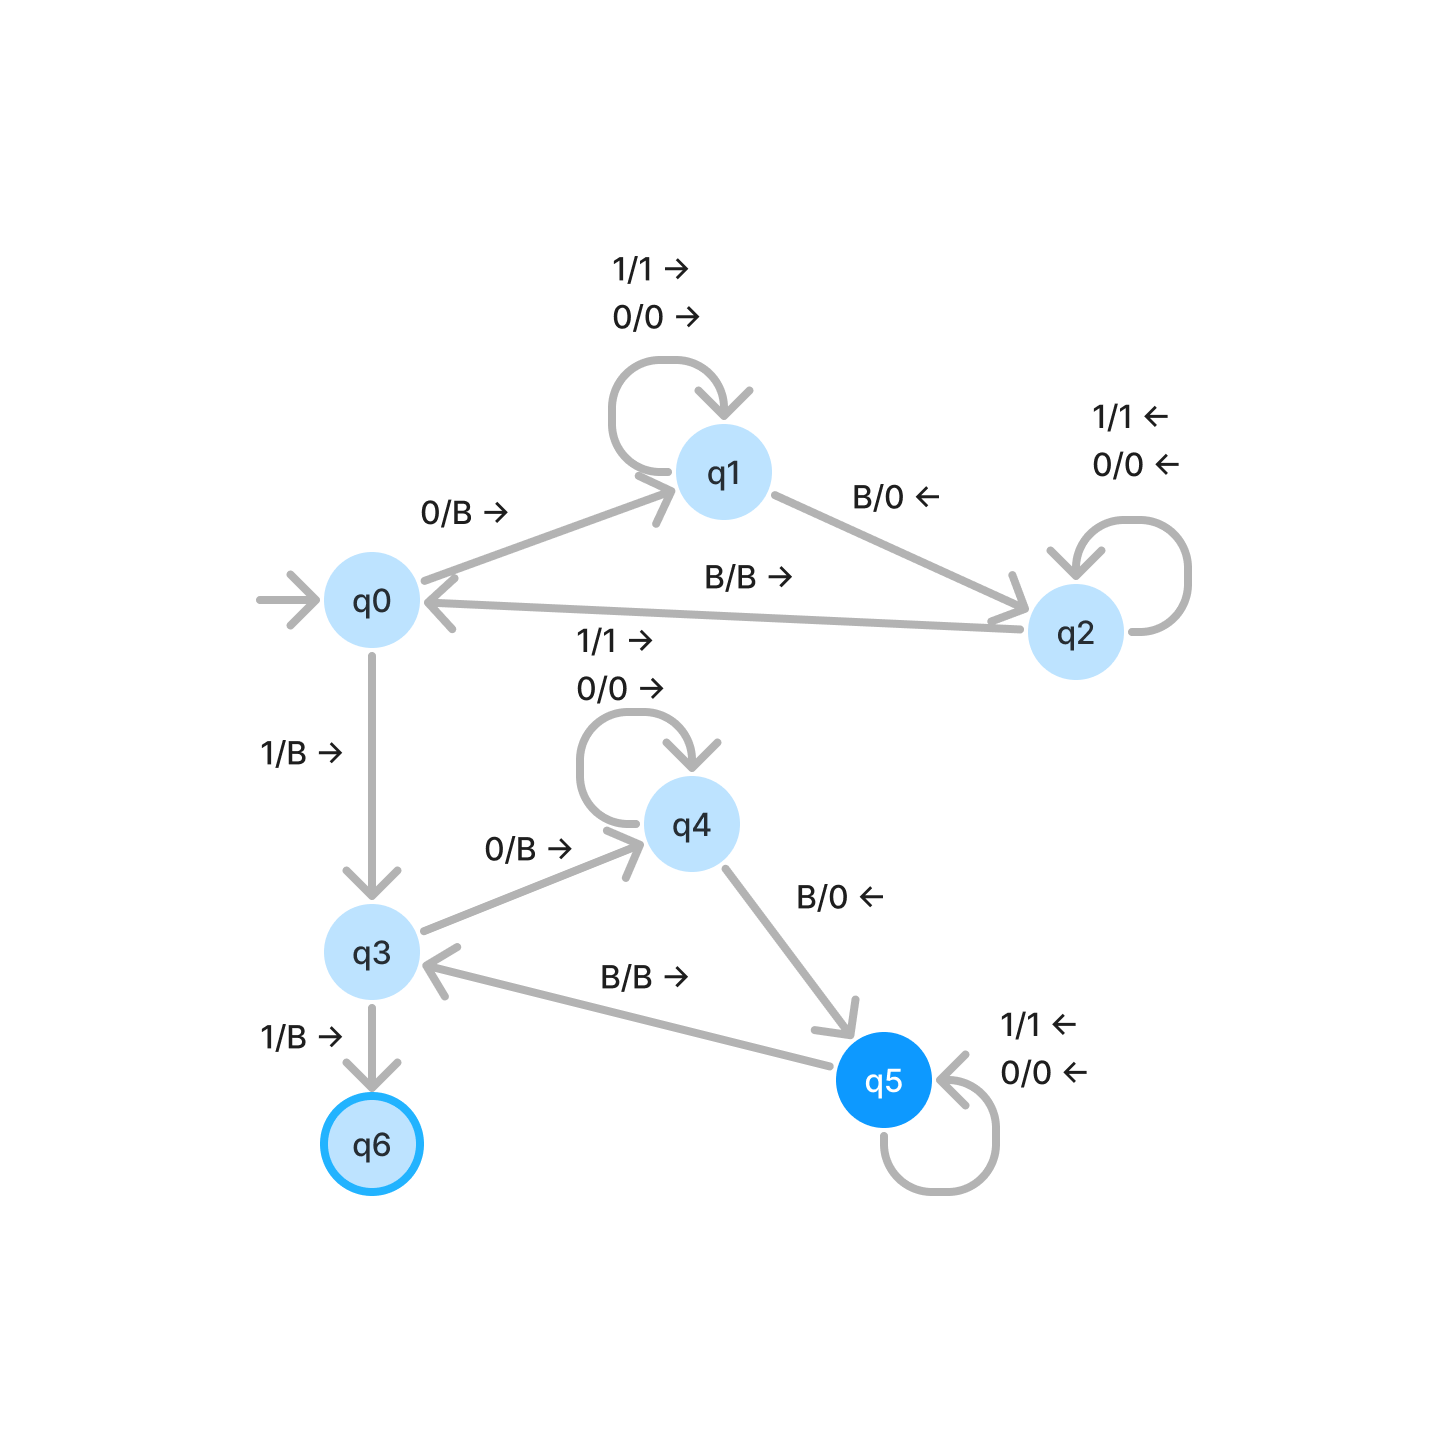 1/1 →
0/0 →
1/1 ←
0/0 ←
q1
B/0 ←
0/B →
B/B →
q0
q2
1/1 →
0/0 →
1/B →
q4
0/B →
B/0 ←
q3
B/B →
1/B →
1/1 ←
0/0 ←
q5
q6